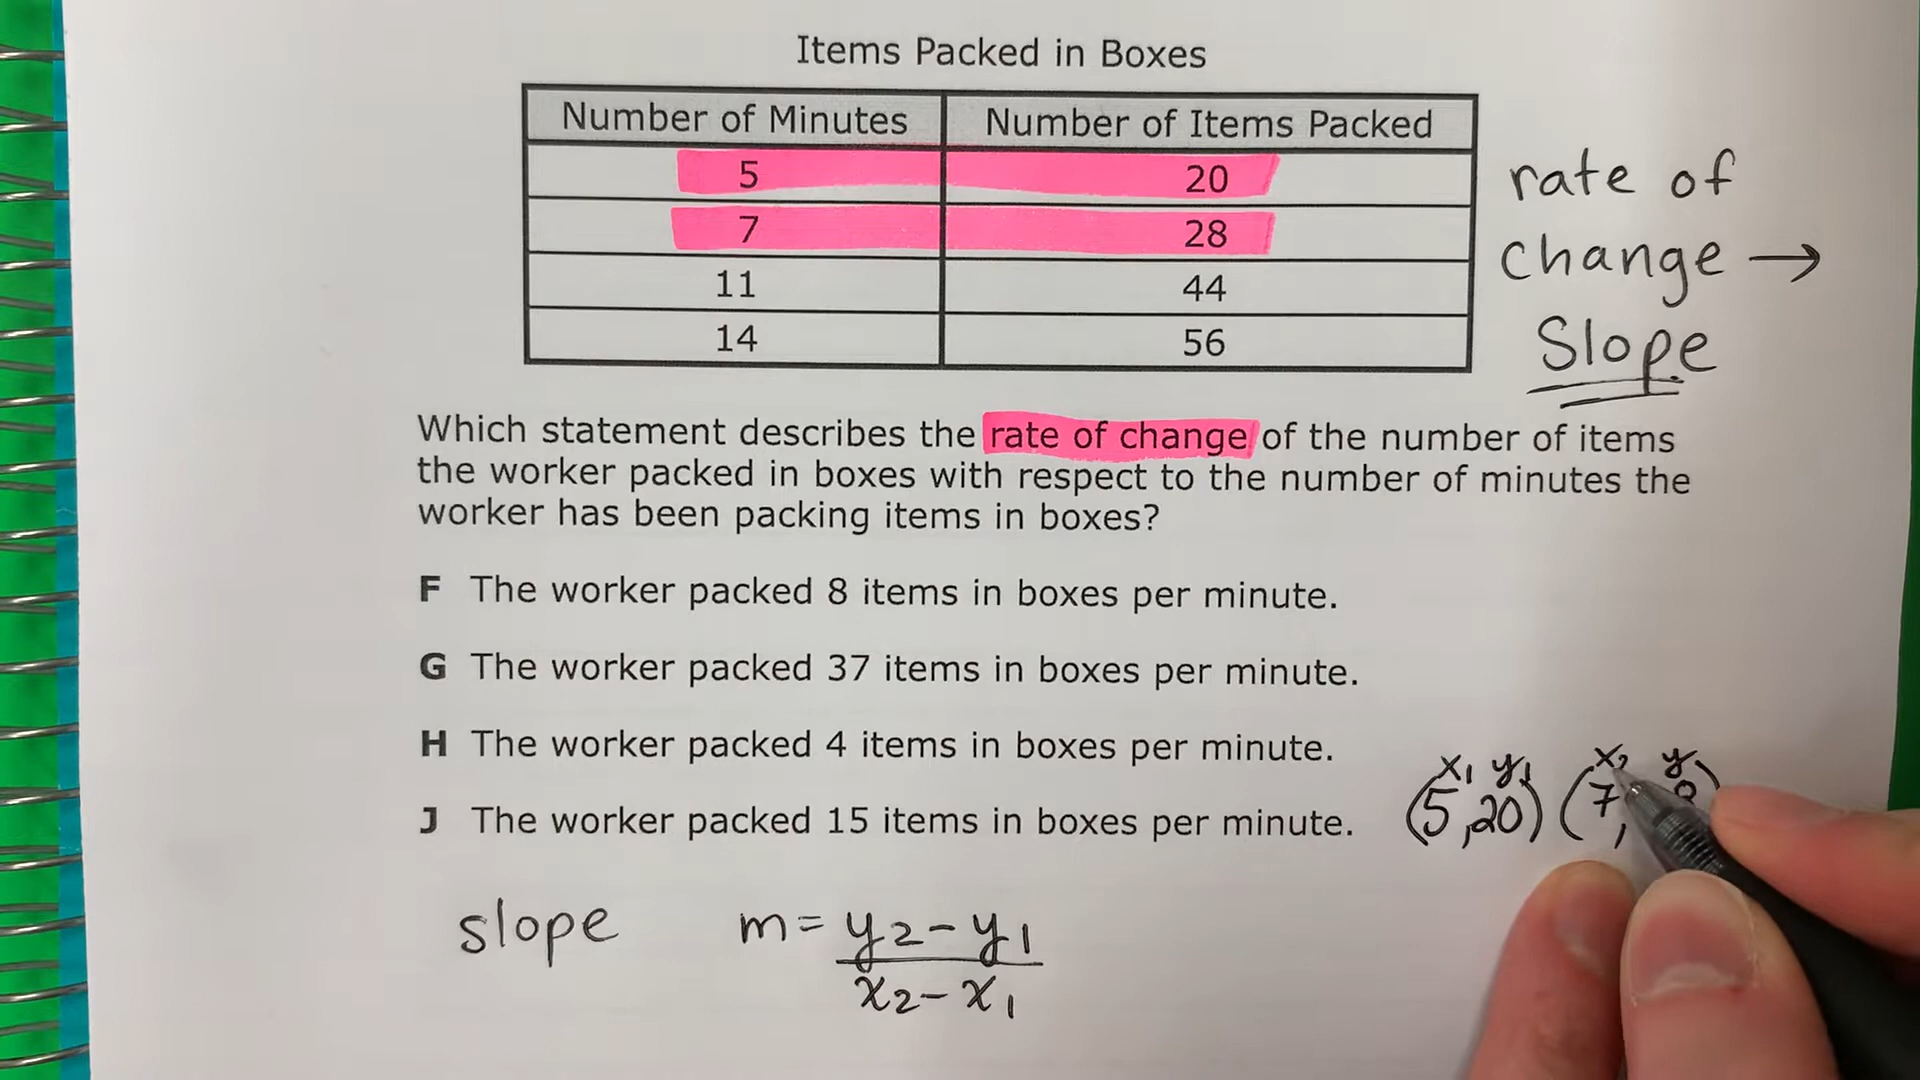 Items Packed in Boxes
Number of Minutes Number of Items Packed
5 20
7 28
11 44
14 56
rate of
change →
Slope
Which statement describes the rate of change of the number of items
the worker packed in boxes with respect to the number of minutes the
worker has been packing items in boxes?
F The worker packed 8 items in boxes per minute.
G The worker packed 37 items in boxes per minute.
H The worker packed 4 items in boxes per minute.
J The worker packed 15 items in boxes per minute.
x₁ y₁ x₂ y
(5,20) (7, 8)
slope m = y₂ - y₁
x₂ - x₁